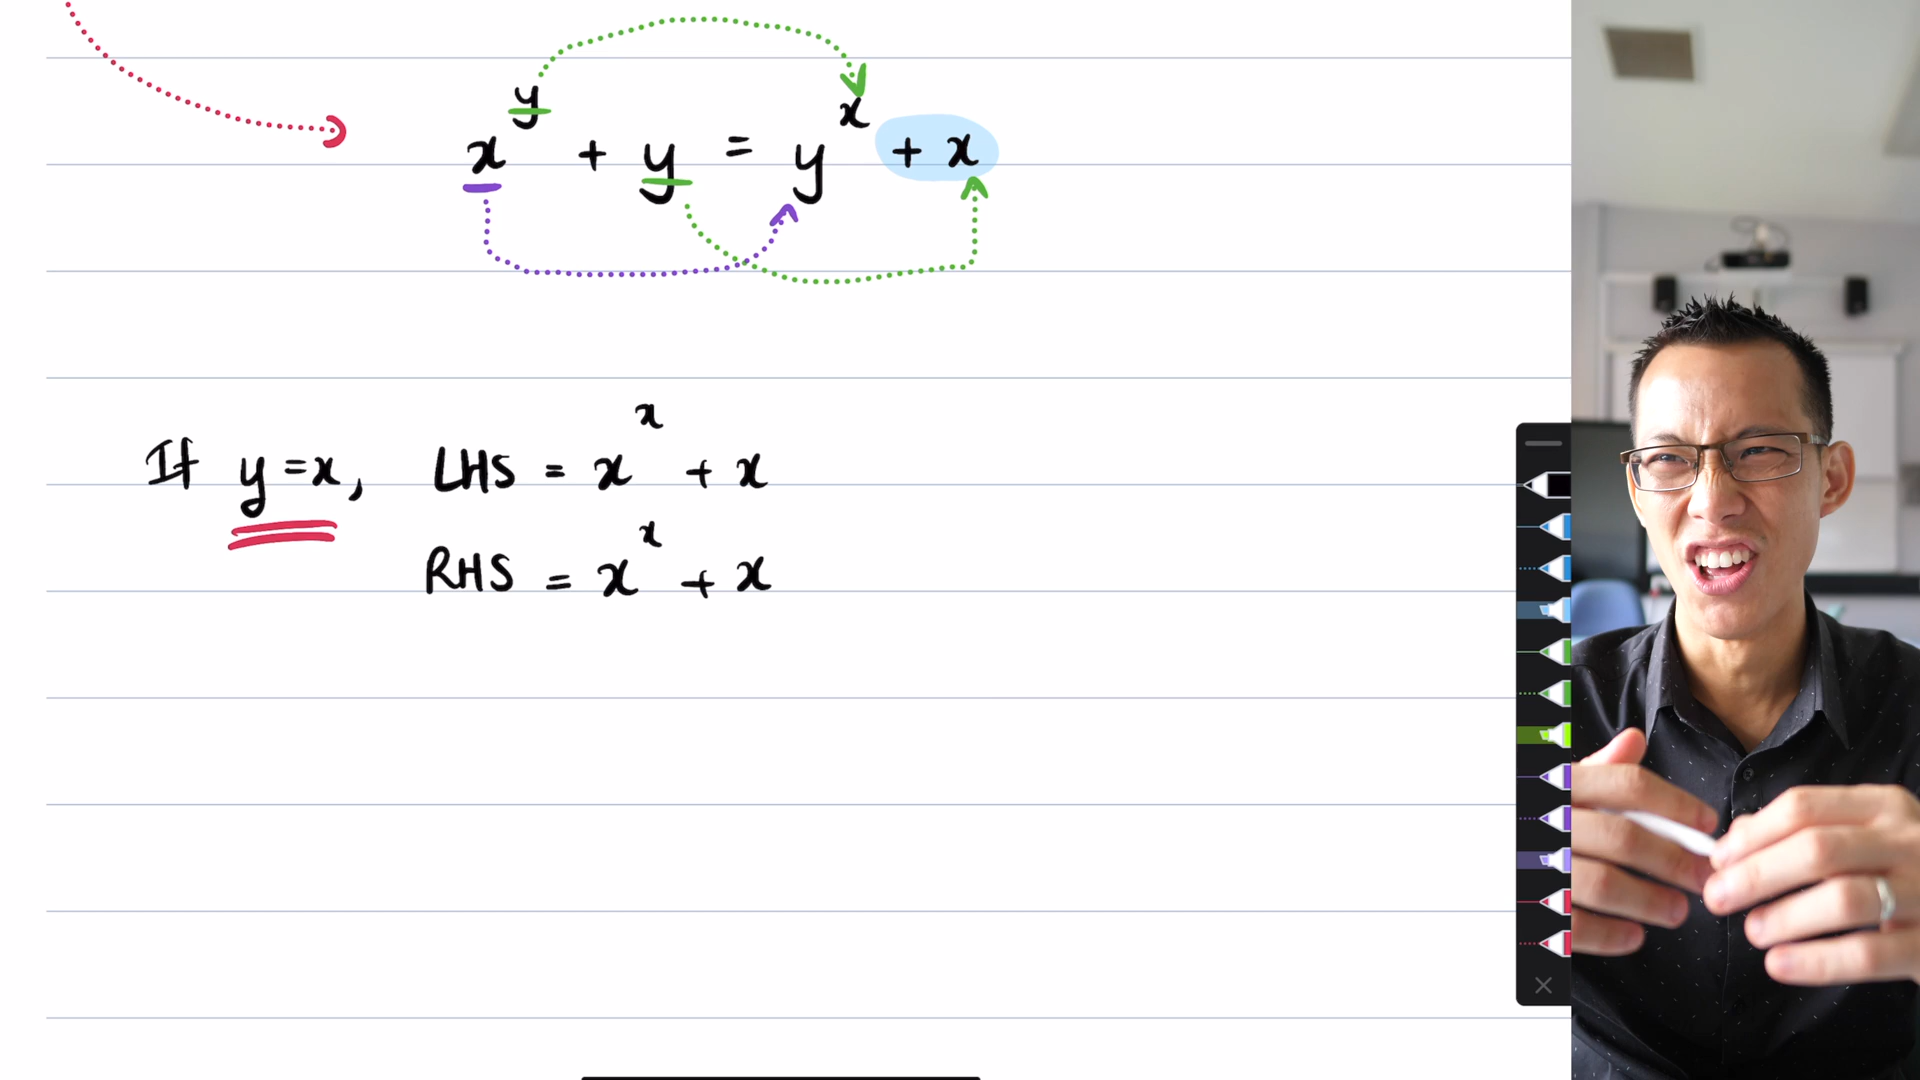 x^y + y = y^x + x
If y=x, LHS = x^x + x
RHS = x^x + x